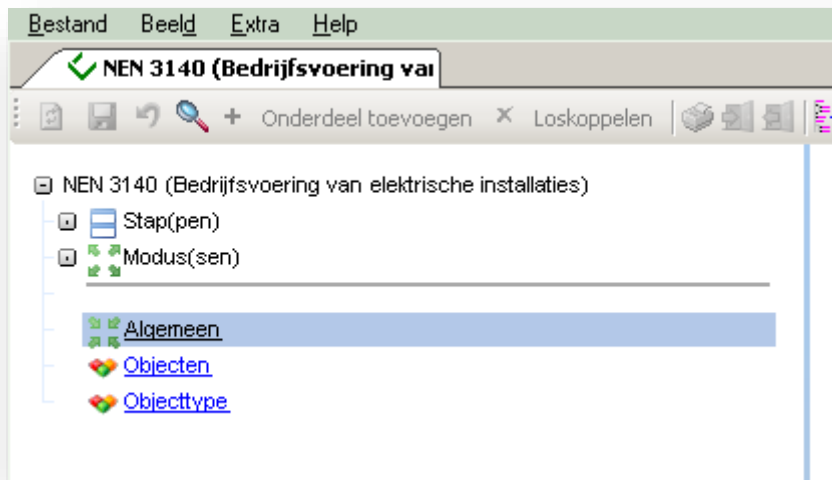 Bestand Beeld Extra Help
NEN 3140 (Bedrijfsvoering van
Onderdeel toevoegen Loskoppelen
NEN 3140 (Bedrijfsvoering van elektrische installaties)
Stap(pen)
Modus(sen)
Algemeen
Objecten
Objecttype